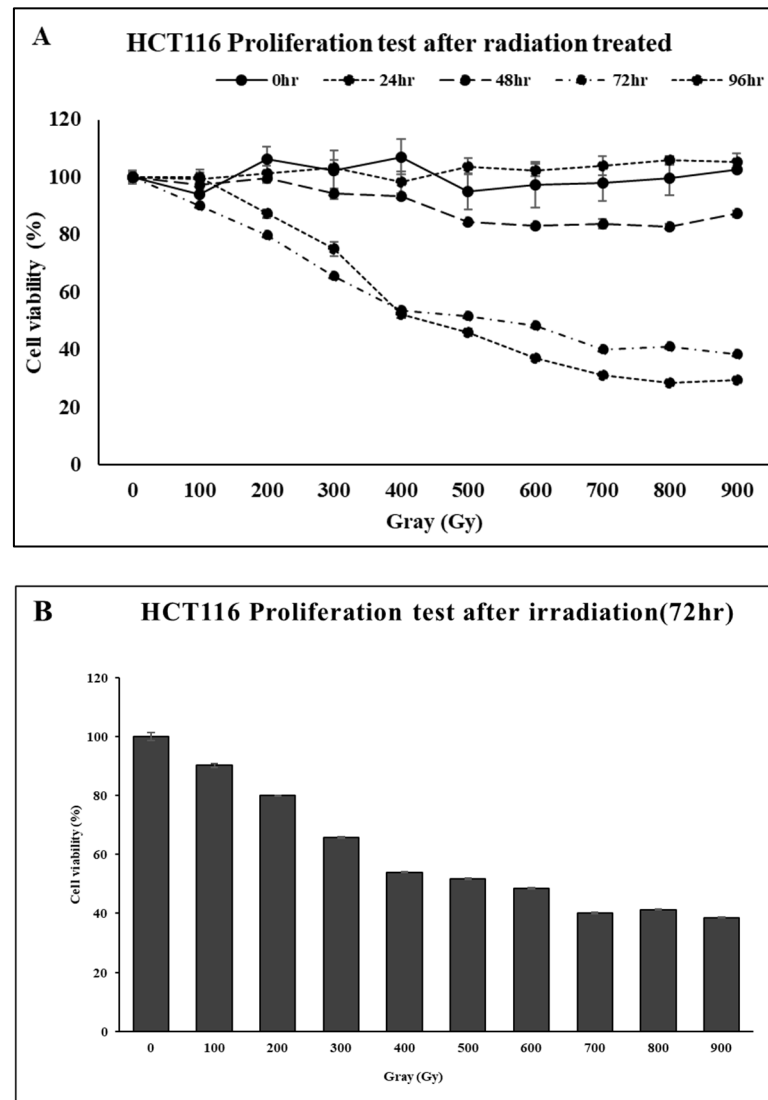 A
HCT116 Proliferation test after radiation treated
0hr 24hr 48hr 72hr 96hr
120
100
80
60
40
20
0
Cell viability (%)
0 100 200 300 400 500 600 700 800 900
Gray (Gy)
B
HCT116 Proliferation test after irradiation(72hr)
120
100
80
60
40
20
0
Cell viability (%)
0 100 200 300 400 500 600 700 800 900
Gray (Gy)